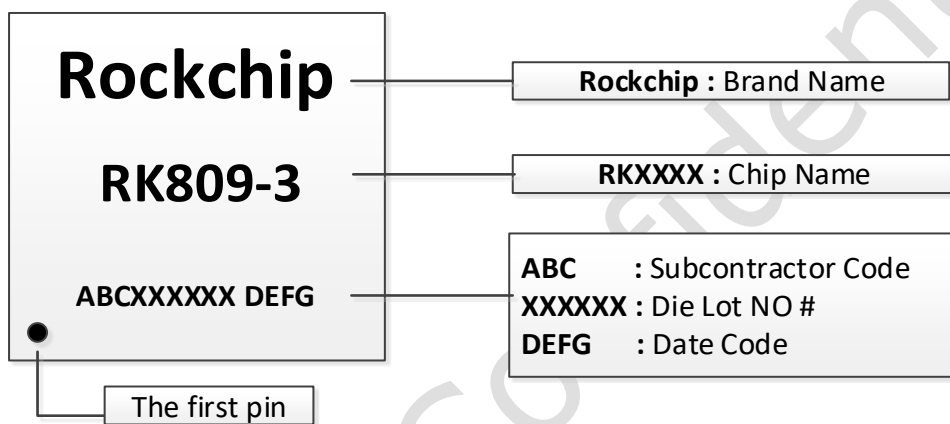 Rockchip
RK809-3
ABCXXXXXX DEFG
The first pin
Rockchip : Brand Name
RKXXXX : Chip Name
ABC : Subcontractor Code
XXXXXX : Die Lot NO #
DEFG : Date Code